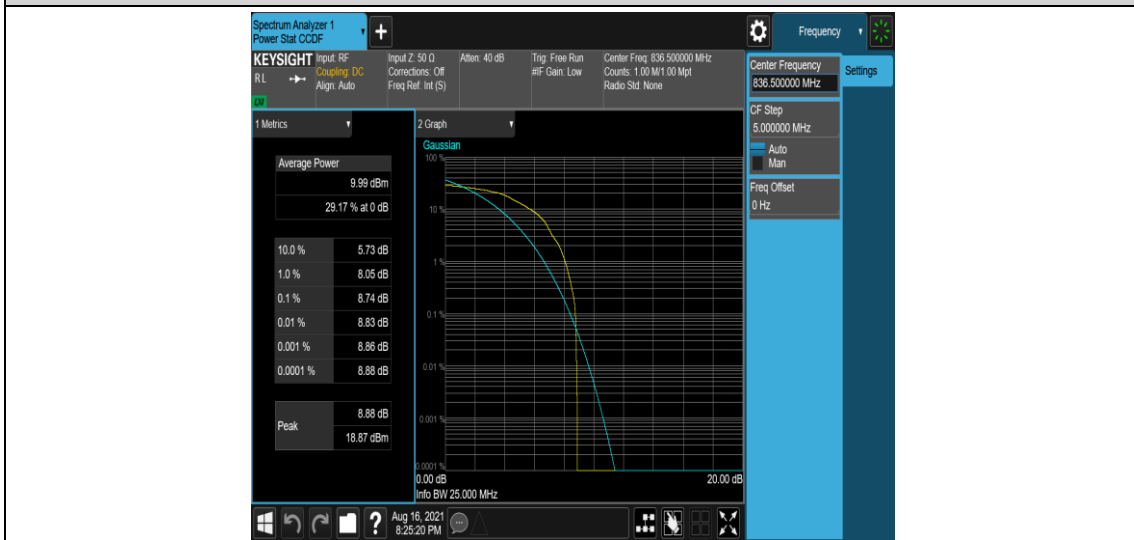 Spectrum Analyzer 1
Power Stat CCDF
+
Frequency
KEYSIGHT
RL
LXI
Input: RF
Coupling: DC
Align: Auto
Input Z: 50 Ω
Corrections: Off
Freq Ref: Int (S)
Atten: 40 dB
Trig: Free Run
#IF Gain: Low
Center Freq: 836.500000 MHz
Counts: 1.00 M/1.00 Mpt
Radio Std: None
Center Frequency
836.500000 MHz
Settings
CF Step
5.000000 MHz
Auto
Man
Freq Offset
0 Hz
1 Metrics
Average Power
9.99 dBm
29.17 % at 0 dB
10.0 % 5.73 dB
1.0 % 8.05 dB
0.1 % 8.74 dB
0.01 % 8.83 dB
0.001 % 8.86 dB
0.0001 % 8.88 dB
Peak 8.88 dB
18.87 dBm
2 Graph
Gaussian
100 %
10 %
1 %
0.1 %
0.01 %
0.001 %
0.0001 %
0.00 dB 20.00 dB
Info BW 25.000 MHz
? Aug 16, 2021
8:25:20 PM